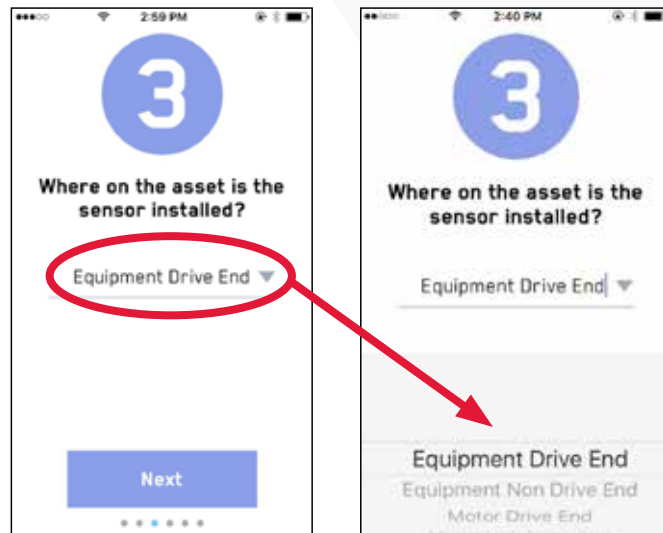 2:59 PM
3
Where on the asset is the
sensor installed?
Equipment Drive End
Next
2:40 PM
3
Where on the asset is the
sensor installed?
Equipment Drive End
Equipment Drive End
Equipment Non Drive End
Motor Drive End